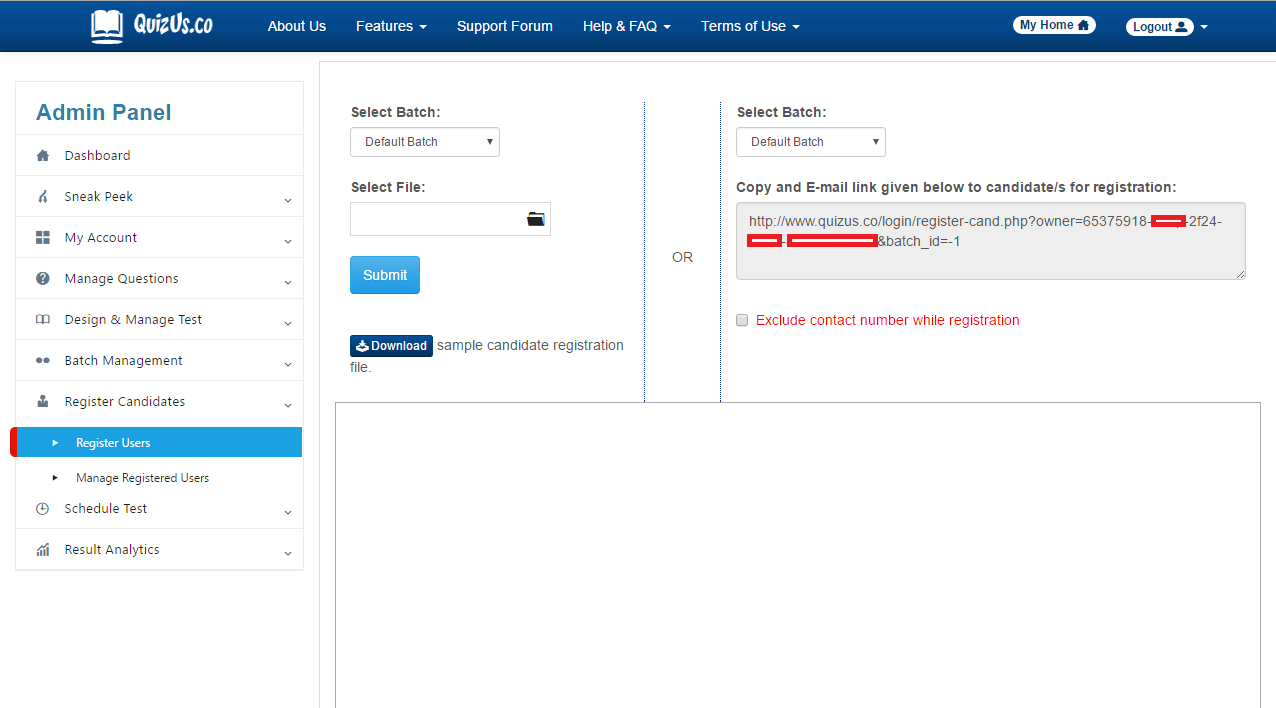 QuizUs.co
About Us
Features
Support Forum
Help & FAQ
Terms of Use
My Home
Logout
Admin Panel
Dashboard
Sneak Peek
My Account
Manage Questions
Design & Manage Test
Batch Management
Register Candidates
Register Users
Manage Registered Users
Schedule Test
Result Analytics
Select Batch:
Default Batch
Select File:
Submit
Download sample candidate registration
file.
OR
Select Batch:
Default Batch
Copy and E-mail link given below to candidate/s for registration:
http://www.quizus.co/login/register-cand.php?owner=65375918- -2f24-
- &batch_id=-1
Exclude contact number while registration